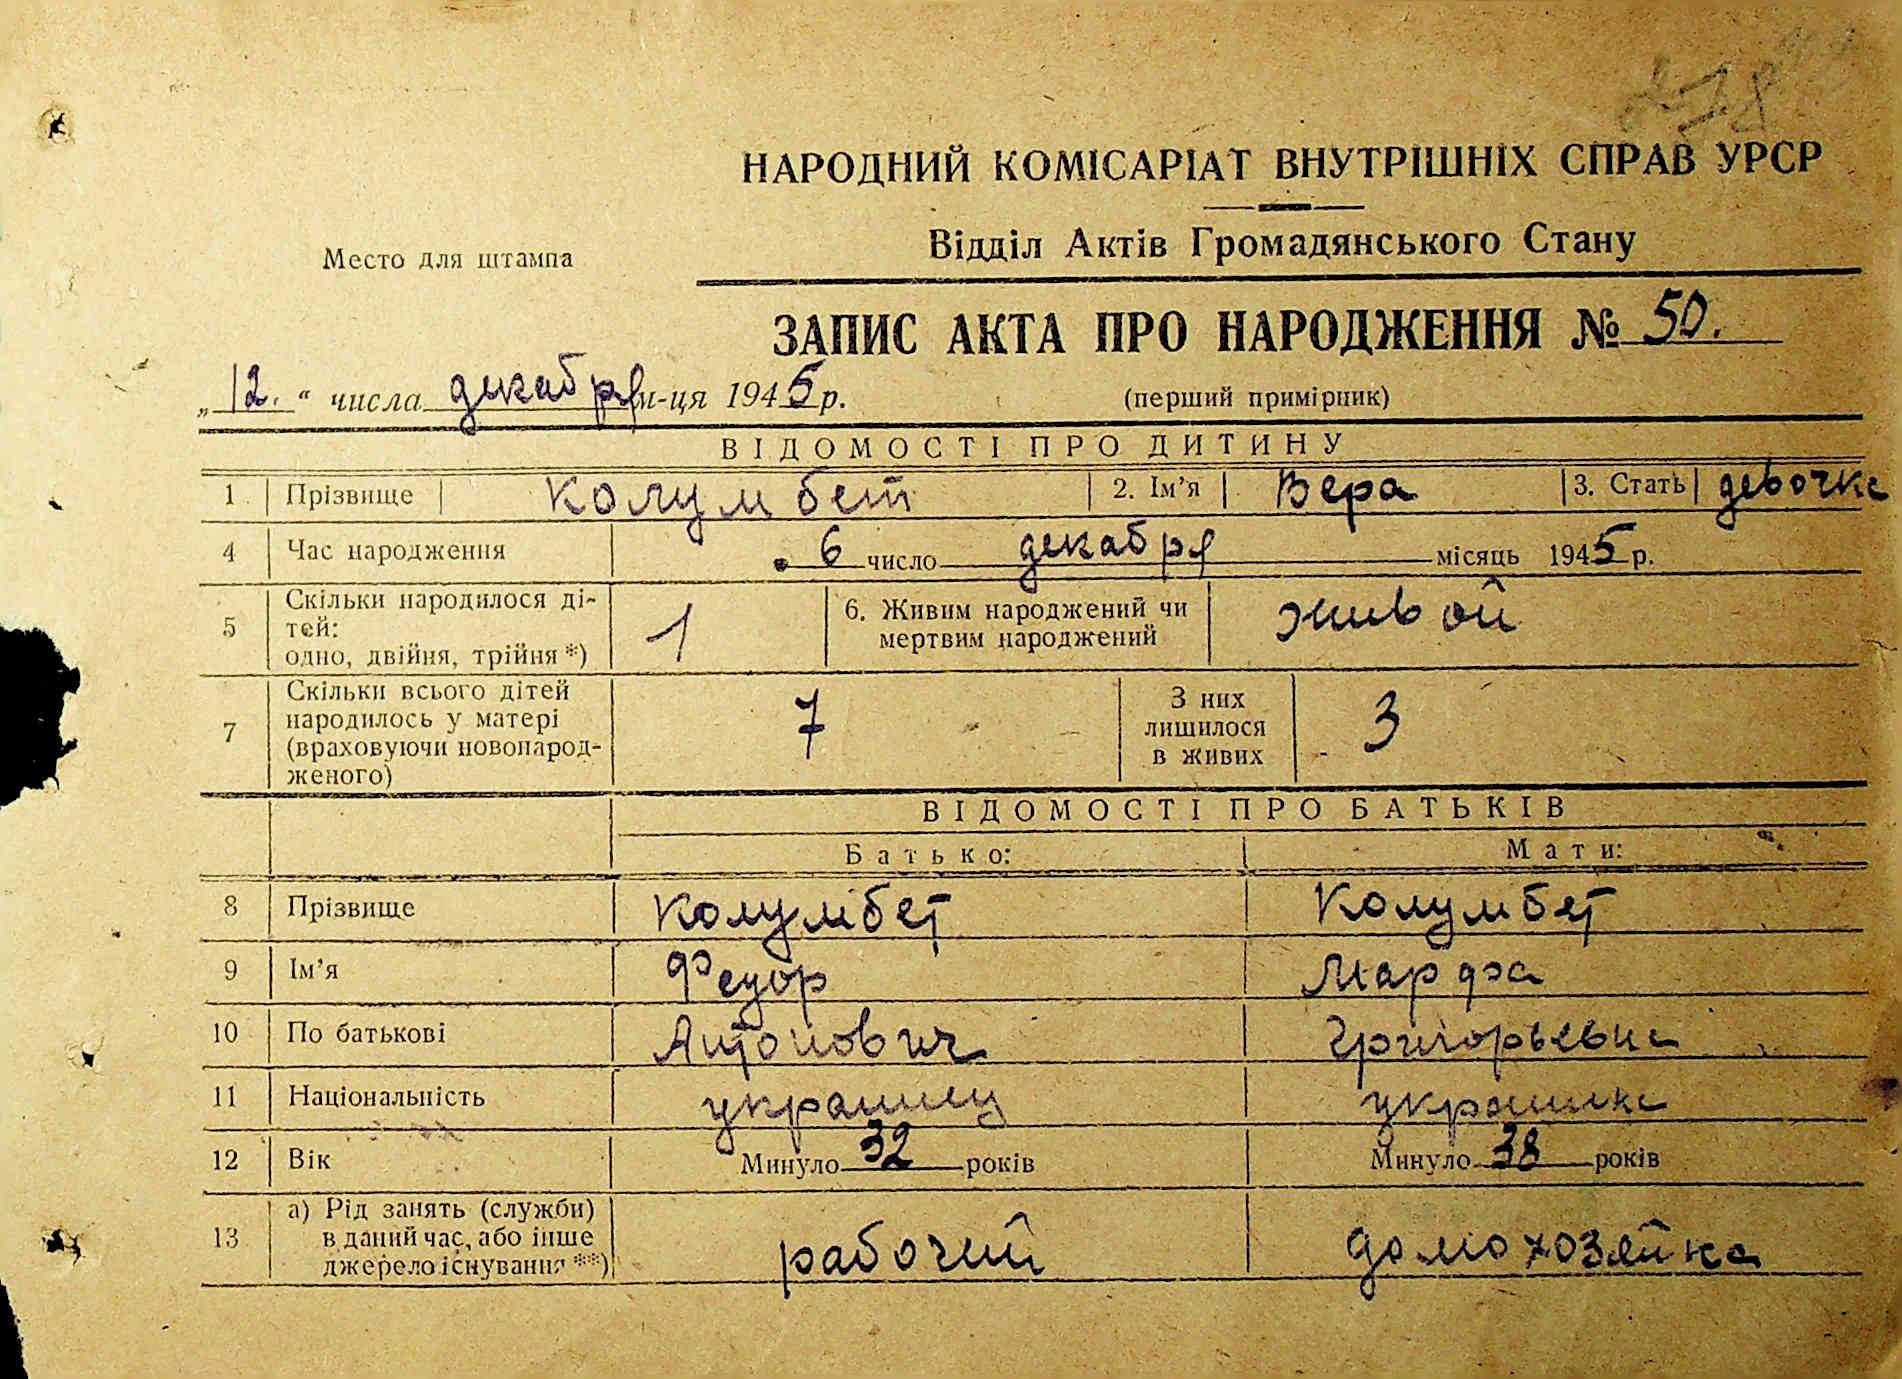 НАРОДНИЙ КОМІСАРІАТ ВНУТРІШНІХ СПРАВ УРСР
Відділ Актів Громадянського Стану
Место для штампа
ЗАПИС АКТА ПРО НАРОДЖЕННЯ № 50.
„12.“ числа декабря м-ця 1945 р.
(перший примірник)
ВІДОМОСТІ ПРО ДИТИНУ
1 Прізвище Колумбет 2. Ім’я Вера 3. Стать девочка
4 Час народження 6 число декабря місяць 1945 р.
5 Скільки народилося ді-
тей:
одно, двійня, трійня *)
1
6. Живим народжений чи
мертвим народжений
живой
7 Скільки всього дітей
народилось у матері
(враховуючи новонарод-
женого)
7
З них
лишилося
в живих
3
ВІДОМОСТІ ПРО БАТЬКІВ
Батько: Мати:
8 Прізвище Колумбет Колумбет
9 Ім’я Федор Марфа
10 По батькові Антонович Григорьевна
11 Національність украинец украинка
12 Вік Минуло 32 років Минуло 38 років
13 а) Рід занять (служби)
в даний час, або інше
джерело існування **)
рабочий домохозяйка